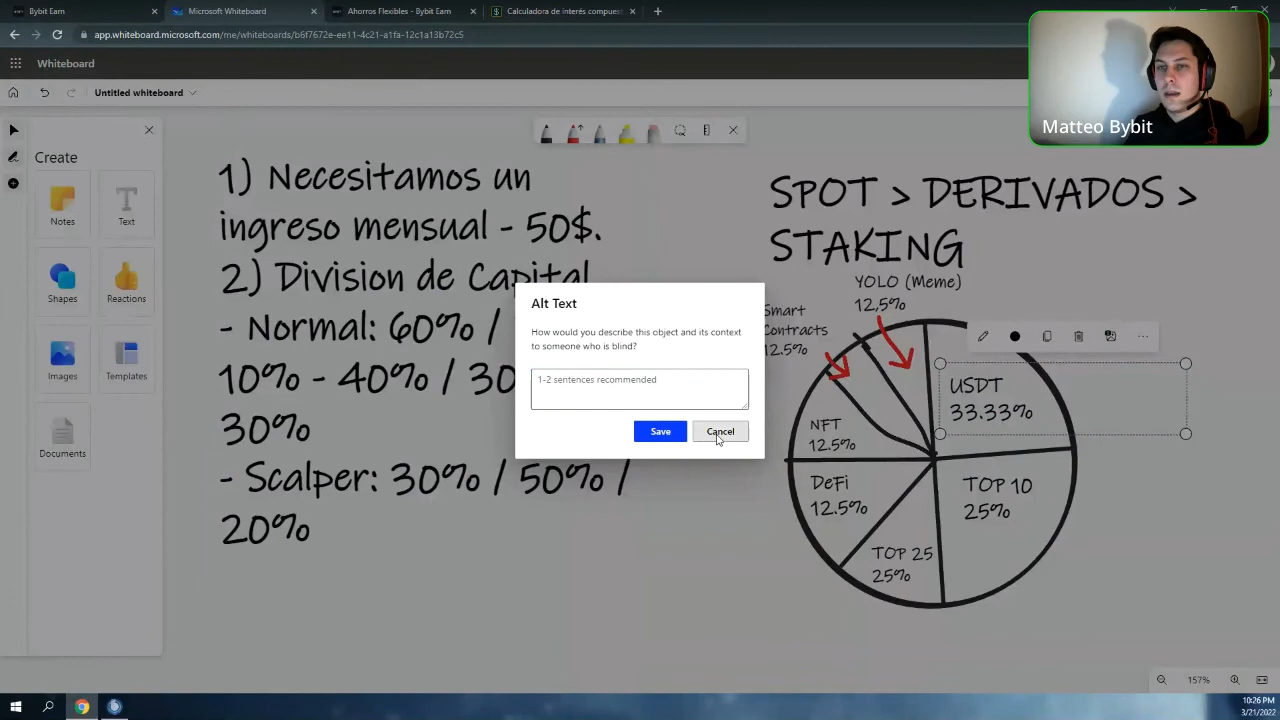 Bybit Earn
Microsoft Whiteboard
Ahorros Flexibles - Bybit Earn
Calculadora de interés compues
app.whiteboard.microsoft.com/me/whiteboards/b6f7672e-ee11-4c21-a1fa-12c1a13b72c5
Whiteboard
Untitled whiteboard
Matteo Bybit
Create
Notes
Text
Shapes
Reactions
Images
Templates
Documents
1) Necesitamos un
ingreso mensual - 50$.
2) Division de Capital
- Normal: 60% /
10% - 40% / 30
30%
- Scalper: 30% / 50% /
20%
SPOT > DERIVADOS >
STAKING
YOLO (Meme)
12,5%
Smart
Contracts
12.5%
USDT
33.33%
NFT
12.5%
DeFi
12.5%
TOP 10
25%
TOP 25
25%
Alt Text
How would you describe this object and its context
to someone who is blind?
1-2 sentences recommended
Save
Cancel
157%
10:26 PM
3/21/2022